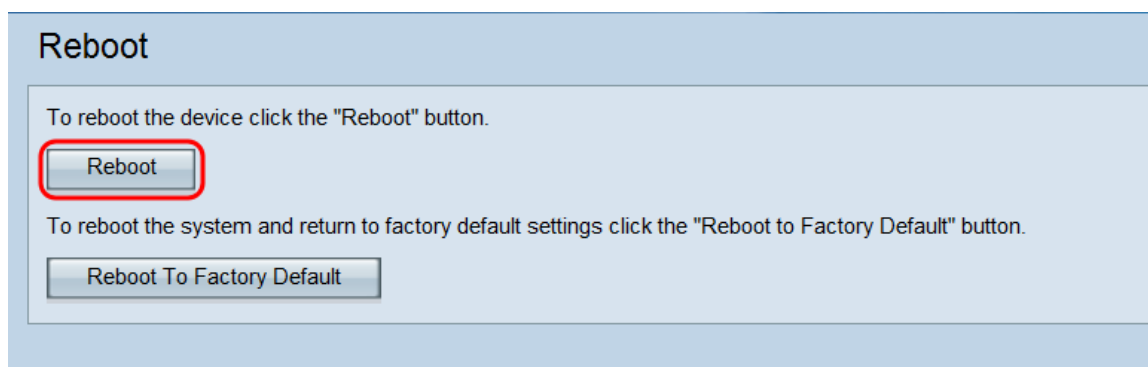 Reboot
To reboot the device click the "Reboot" button.
Reboot
To reboot the system and return to factory default settings click the "Reboot to Factory Default" button.
Reboot To Factory Default